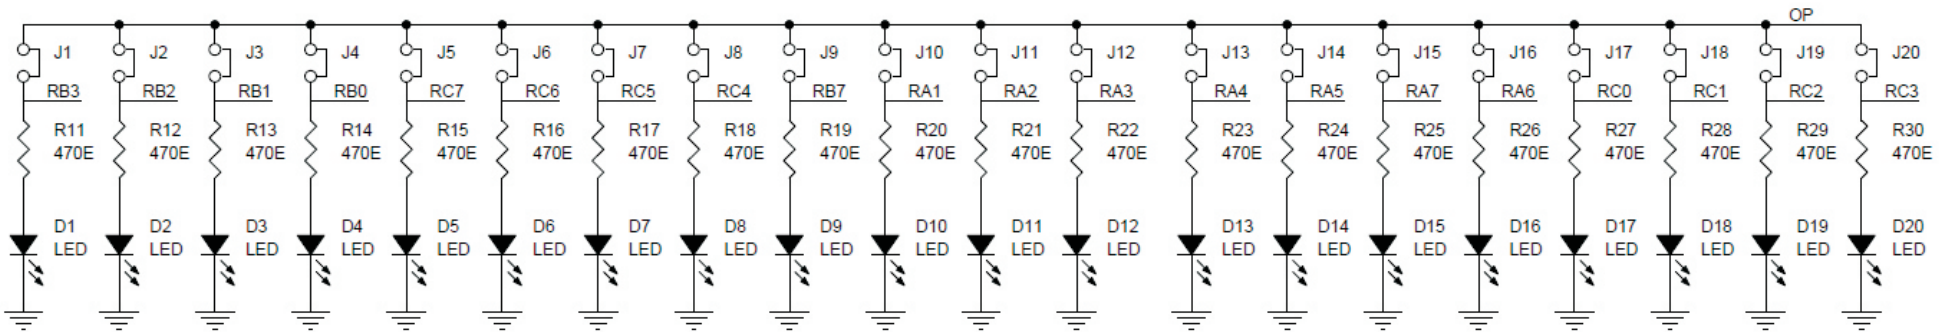 OP
J1 J2 J3 J4 J5 J6 J7 J8 J9 J10 J11 J12 J13 J14 J15 J16 J17 J18 J19 J20
RB3 RB2 RB1 RB0 RC7 RC6 RC5 RC4 RB7 RA1 RA2 RA3 RA4 RA5 RA7 RA6 RC0 RC1 RC2 RC3
R11 R12 R13 R14 R15 R16 R17 R18 R19 R20 R21 R22 R23 R24 R25 R26 R27 R28 R29 R30
470E 470E 470E 470E 470E 470E 470E 470E 470E 470E 470E 470E 470E 470E 470E 470E 470E 470E 470E 470E
D1 D2 D3 D4 D5 D6 D7 D8 D9 D10 D11 D12 D13 D14 D15 D16 D17 D18 D19 D20
LED LED LED LED LED LED LED LED LED LED LED LED LED LED LED LED LED LED LED LED